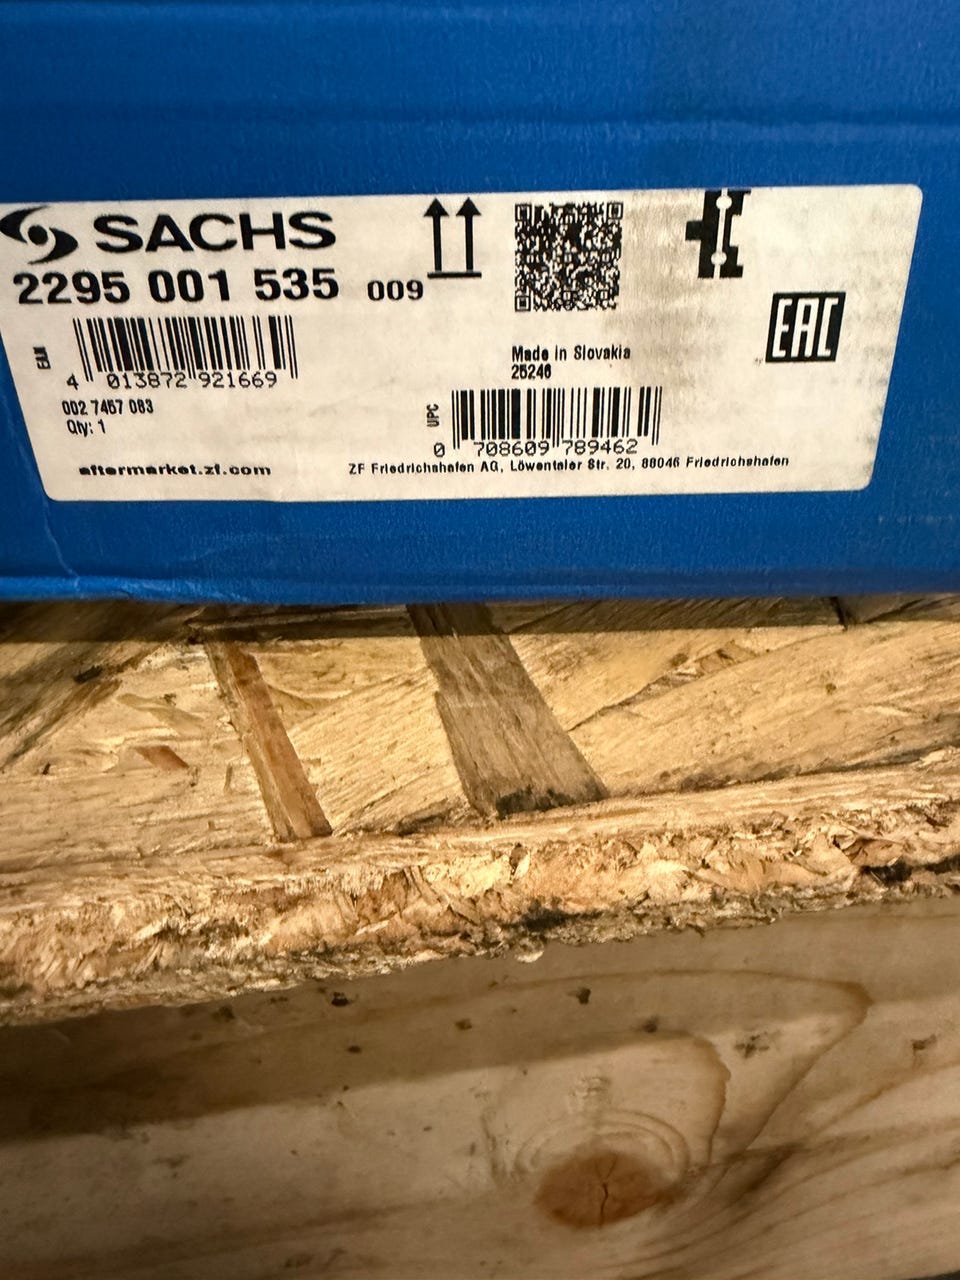 SACHS
2295 001 535 009
EAN
4 013872 921669
002 7457 083
Qty: 1
aftermarket.zf.com
Made in Slovakia
25246
UPC
0 708609 789462
ZF Friedrichshafen AG, Löwentaler Str. 20, 88046 Friedrichshafen
EAC